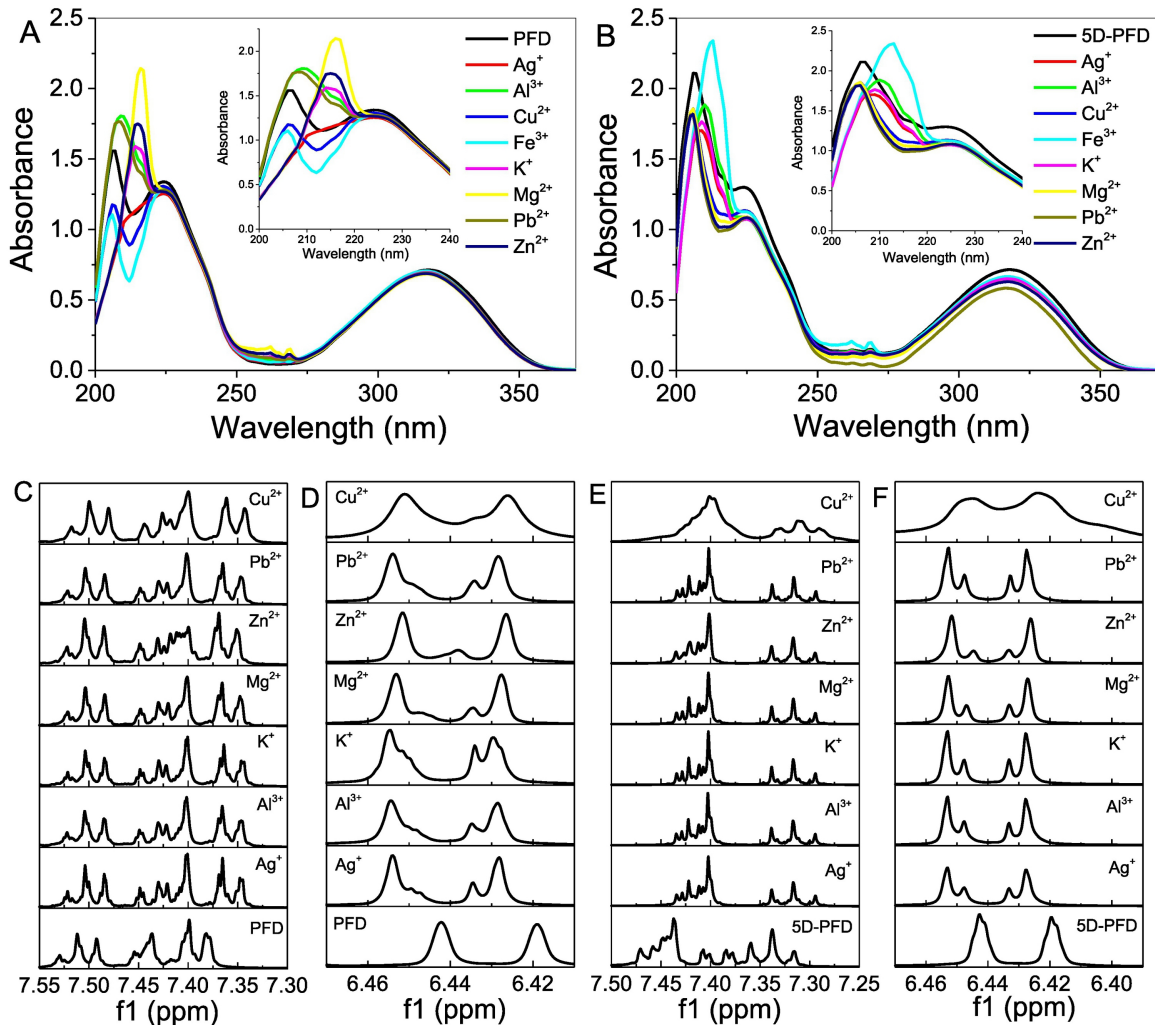 A
2.5
2.0
1.5
1.0
0.5
0.0
Absorbance
200
250
300
350
Wavelength (nm)
2.0
1.5
1.0
0.5
0.0
Absorbance
200
210
220
230
240
Wavelength (nm)
PFD
Ag⁺
Al³⁺
Cu²⁺
Fe³⁺
K⁺
Mg²⁺
Pb²⁺
Zn²⁺
B
2.5
2.0
1.5
1.0
0.5
0.0
Absorbance
200
250
300
350
Wavelength (nm)
2.5
2.0
1.5
1.0
0.5
0.0
Absorbance
200
210
220
230
240
Wavelength (nm)
5D-PFD
Ag⁺
Al³⁺
Cu²⁺
Fe³⁺
K⁺
Mg²⁺
Pb²⁺
Zn²⁺
C
Cu²⁺
Pb²⁺
Zn²⁺
Mg²⁺
K⁺
Al³⁺
Ag⁺
PFD
7.55
7.50
7.45
7.40
7.35
7.30
f1 (ppm)
D
Cu²⁺
Pb²⁺
Zn²⁺
Mg²⁺
K⁺
Al³⁺
Ag⁺
PFD
6.46
6.44
6.42
f1 (ppm)
E
Cu²⁺
Pb²⁺
Zn²⁺
Mg²⁺
K⁺
Al³⁺
Ag⁺
5D-PFD
7.50
7.45
7.40
7.35
7.30
7.25
f1 (ppm)
F
Cu²⁺
Pb²⁺
Zn²⁺
Mg²⁺
K⁺
Al³⁺
Ag⁺
5D-PFD
6.46
6.44
6.42
6.40
f1 (ppm)